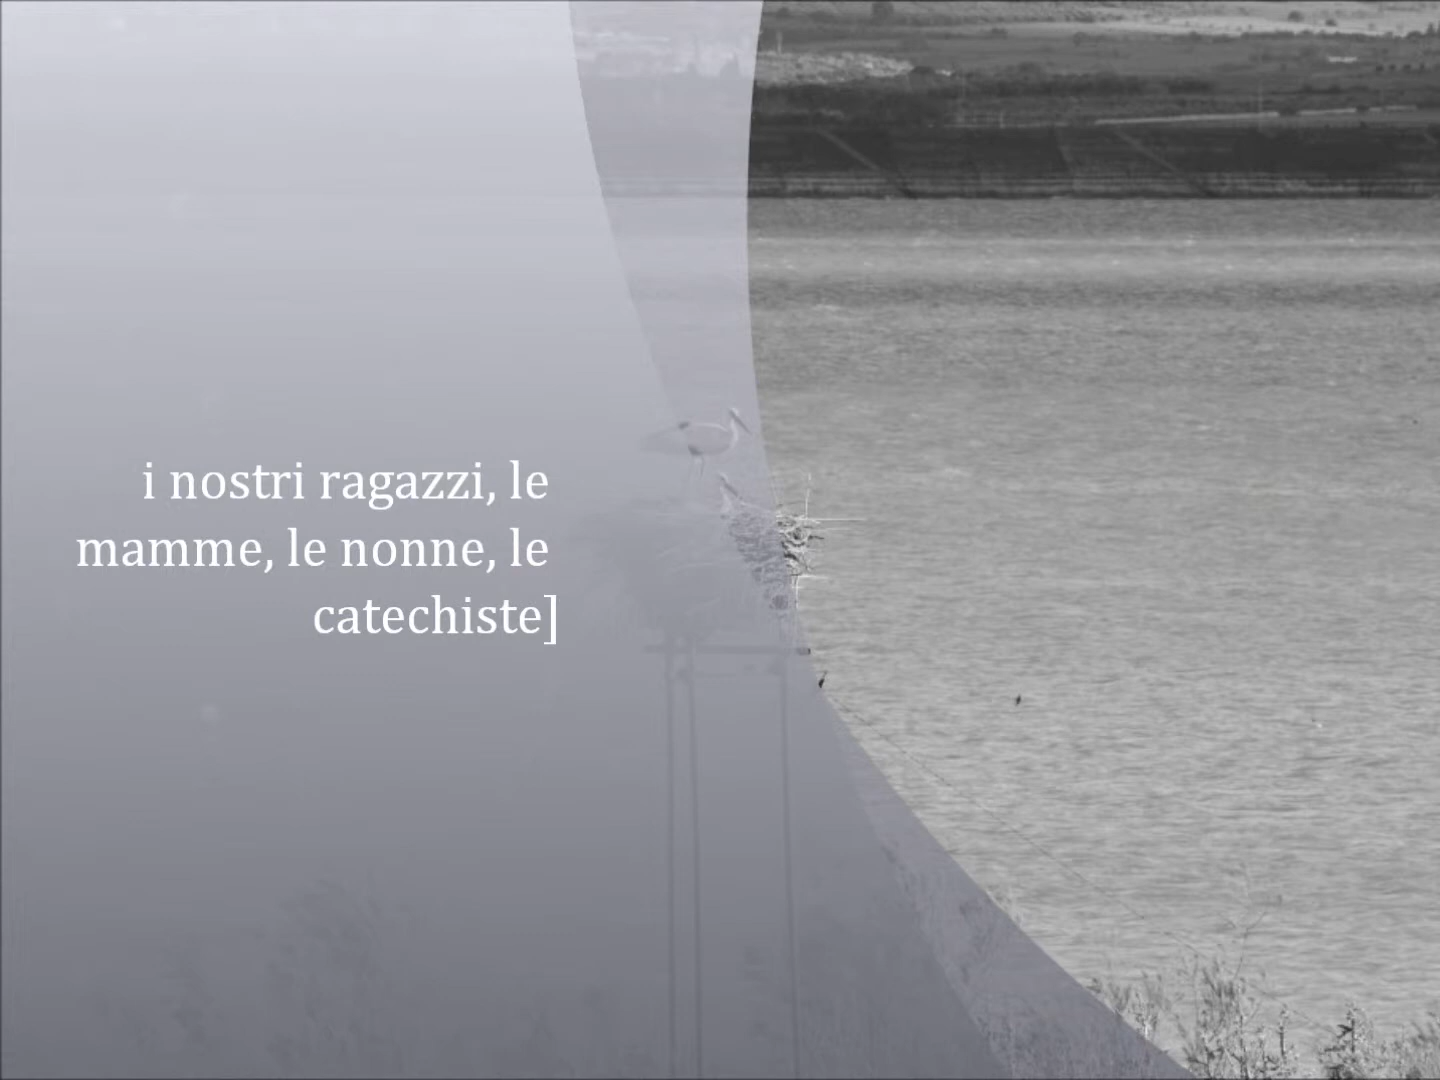 i nostri ragazzi, le
mamme, le nonne, le
catechiste]